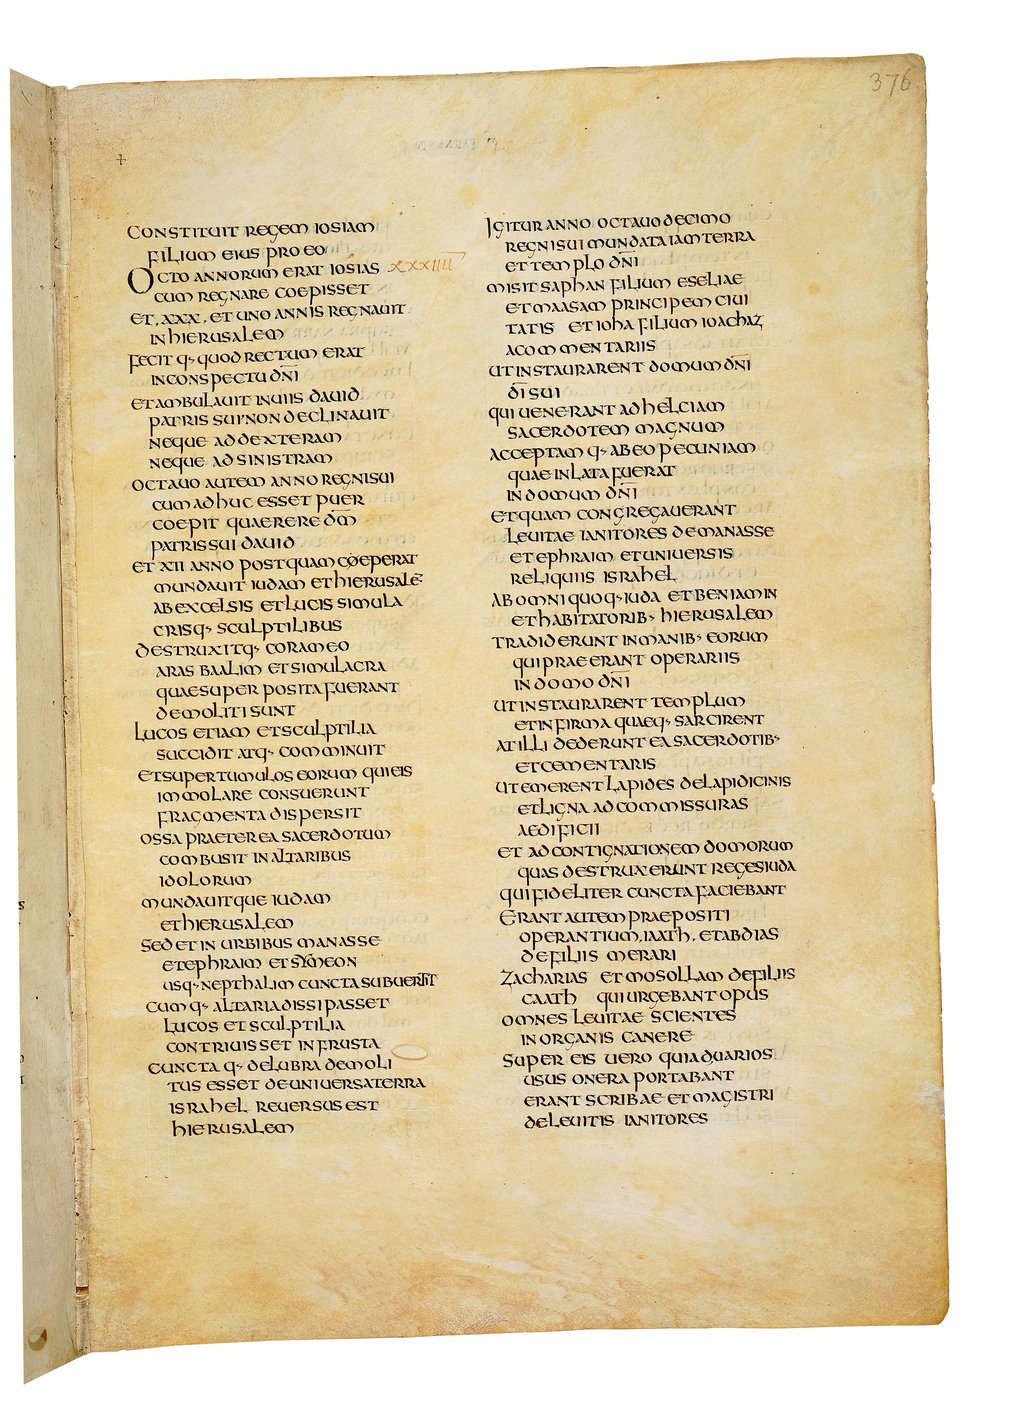 376
CONSTITUIT REGEM IOSIAM
FILIUM EIUS PRO EO
OCTO ANNORUM ERAT IOSIAS XXXIIII
CUM REGNARE COEPISSET
ET ·XXX· ET UNO ANNIS REGNAUIT
IN HIERUSALEM
FECITQ· QUOD RECTUM ERAT
IN CONSPECTU DN̄I
ET AMBULAUIT IN UIIS DAUID
PATRIS SUI NON DECLINAUIT
NEQUE AD DEXTERAM
NEQUE AD SINISTRAM
OCTAUO AUTEM ANNO REGNI SUI
CUM ADHUC ESSET PUER
COEPIT QUAERERE DM̄
PATRIS SUI DAUID
ET XII ANNO POSTQUAM COEPERAT
MUNDAUIT IUDAM ET HIERUSALE̅
AB EXCELSIS ET LUCIS SIMULA
CRISQ· SCULPTILIBUS
DESTRUXITQ· CORAM EO
ARAS BAALIM ET SIMULACRA
QUAE SUPERPOSITA FUERANT
DEMOLITI SUNT
LUCOS ETIAM ET SCULPTILIA
SUCCIDIT ATQ· COMMINUIT
ET SUPER TUMULOS EORUM QUI EIS
IMMOLARE CONSUERUNT
FRAGMENTA DISPERSIT
OSSA PRAETEREA SACERDOTUM
COMBUSIT IN ALTARIBUS
IDOLORUM
MUNDAUITQUE IUDAM
ET HIERUSALEM
SED ET IN URBIBUS MANASSE
ET EPHRAIM ET SYMEON
USQ· NEPTHALIM CUNCTA SUBUERTIT
CUMQ· ALTARIA DISSIPASSET
LUCOS ET SCULPTILIA
CONTRIUISSET IN FRUSTA
CUNCTAQ· DELUBRA DEMOLI
TUS ESSET DE UNIUERSA TERRA
ISRAHEL REUERSUS EST
HIERUSALEM
IGITUR ANNO OCTAUODECIMO
REGNI SUI MUNDATA IAM TERRA
ET TEMPLO DN̄I
MISIT SAPHAN FILIUM ESELIAE
ET MAASAM PRINCIPEM CIUI
TATIS ET IOHA FILIUM IOACHAZ
A COMMENTARIIS
UT INSTAURARENT DOMUM DN̄I
DĪ SUI
QUI UENERANT AD HELCIAM
SACERDOTEM MAGNUM
ACCEPTAMQ· AB EO PECUNIAM
QUAE INLATA FUERAT
IN DOMUM DN̄I
ET QUAM CONGREGAUERANT
LEUITAE IANITORES DE MANASSE
ET EPHRAIM ET UNIUERSIS
RELIQUIIS ISRAHEL
AB OMNI QUOQ· IUDA ET BENIAMIN
ET HABITATORIB· HIERUSALEM
TRADIDERUNT IN MANIB· EORUM
QUI PRAEERANT OPERARIIS
IN DOMO DN̄I
UT INSTAURARENT TEMPLUM
ET INFIRMA QUAEQ· SARCIRENT
AT ILLI DEDERUNT EA SACERDOTIB·
ET CEMENTARIS
UT EMERENT LAPIDES DE LAPIDICINIS
ET LIGNA AD COMMISSURAS
AEDIFICII
ET AD CONTIGNATIONEM DOMORUM
QUAS DESTRUXERUNT REGES IUDA
QUI FIDELITER CUNCTA FACIEBANT
ERANT AUTEM PRAEPOSITI
OPERANTIUM· IAATH· ET ABDIAS
DE FILIIS MERARI
ZACHARIAS ET MOSOLLAM DE FILIIS
CAATH QUI URGEBANT OPUS
OMNES LEUITAE SCIENTES
IN ORGANIS CANERE
SUPER EIS UERO QUI AD UARIOS
USUS ONERA PORTABANT
ERANT SCRIBAE ET MAGISTRI
DE LEUITIS IANITORES